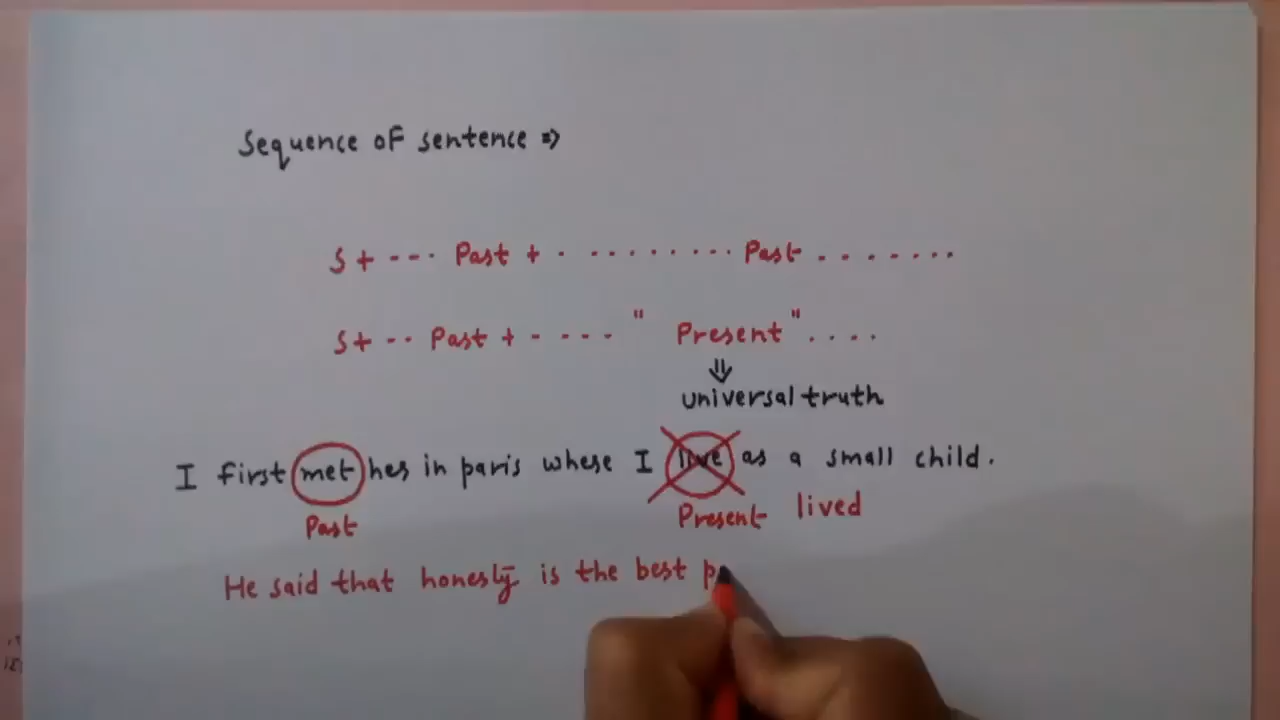 Sequence of sentence ⇒
S + --- Past + . ........ Past .......
S+ -- Past + - ---- " Present " ....
⇓
universal truth
I first met hes in paris where I live as a small child.
Past Present lived
He said that honesty is the best p